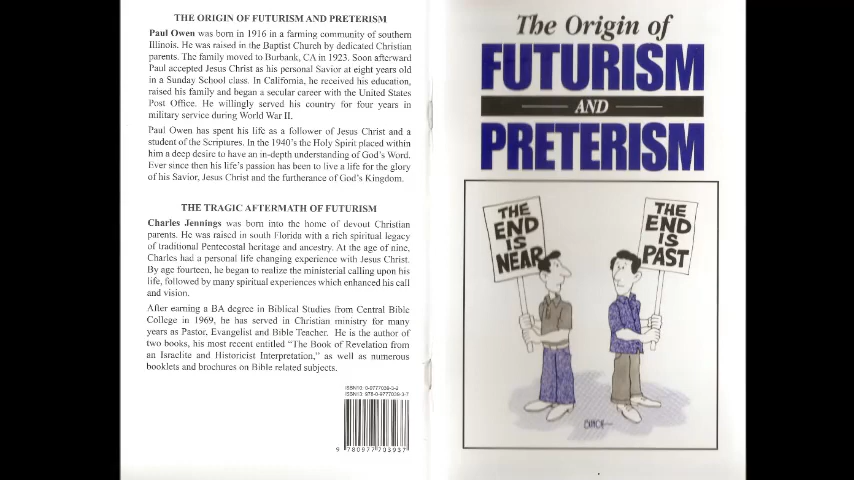 THE ORIGIN OF FUTURISM AND PRETERISM
Paul Owen was born in 1916 in a farming community of southern
Illinois. He was raised in the Baptist Church by dedicated Christian
parents. The family moved to Burbank, CA in 1923. Soon afterward
Paul accepted Jesus Christ as his personal Savior at eight years old
in a Sunday School class. In California, he received his education,
raised his family and began a secular career with the United States
Post Office. He willingly served his country for four years in
military service during World War II.
Paul Owen has spent his life as a follower of Jesus Christ and a
student of the Scriptures. In the 1940's the Holy Spirit placed within
him a deep desire to have an in-depth understanding of God's Word.
Ever since then his life's passion has been to live a life for the glory
of his Savior, Jesus Christ and the furtherance of God's Kingdom.
THE TRAGIC AFTERMATH OF FUTURISM
Charles Jennings was born into the home of devout Christian
parents. He was raised in south Florida with a rich spiritual legacy
of traditional Pentecostal heritage and ancestry. At the age of nine,
Charles had a personal life changing experience with Jesus Christ.
By age fourteen, he began to realize the ministerial calling upon his
life, followed by many spiritual experiences which enhanced his call
and vision.
After earning a BA degree in Biblical Studies from Central Bible
College in 1969, he has served in Christian ministry for many
years as Pastor, Evangelist and Bible Teacher. He is the author of
two books, his most recent entitled "The Book of Revelation from
an Israelite and Historicist Interpretation," as well as numerous
booklets and brochures on Bible related subjects.
The Origin of
FUTURISM
AND
PRETERISM
THE
END
IS
NEAR
THE
END
IS
PAST